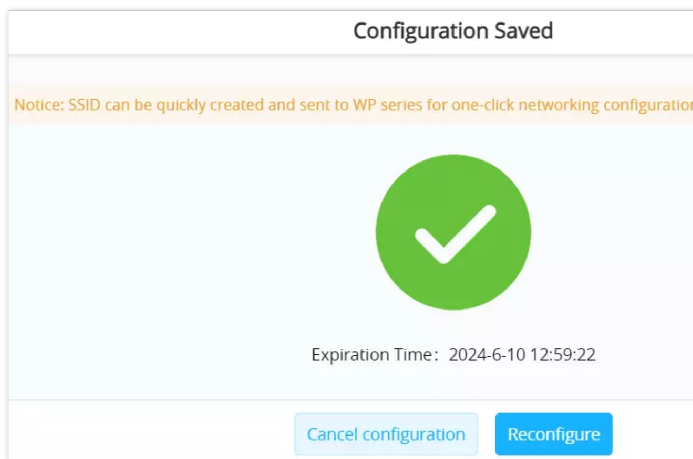 Configuration Saved
Notice: SSID can be quickly created and sent to WP series for one-click networking configuration
Expiration Time： 2024-6-10 12:59:22
Cancel configuration
Reconfigure